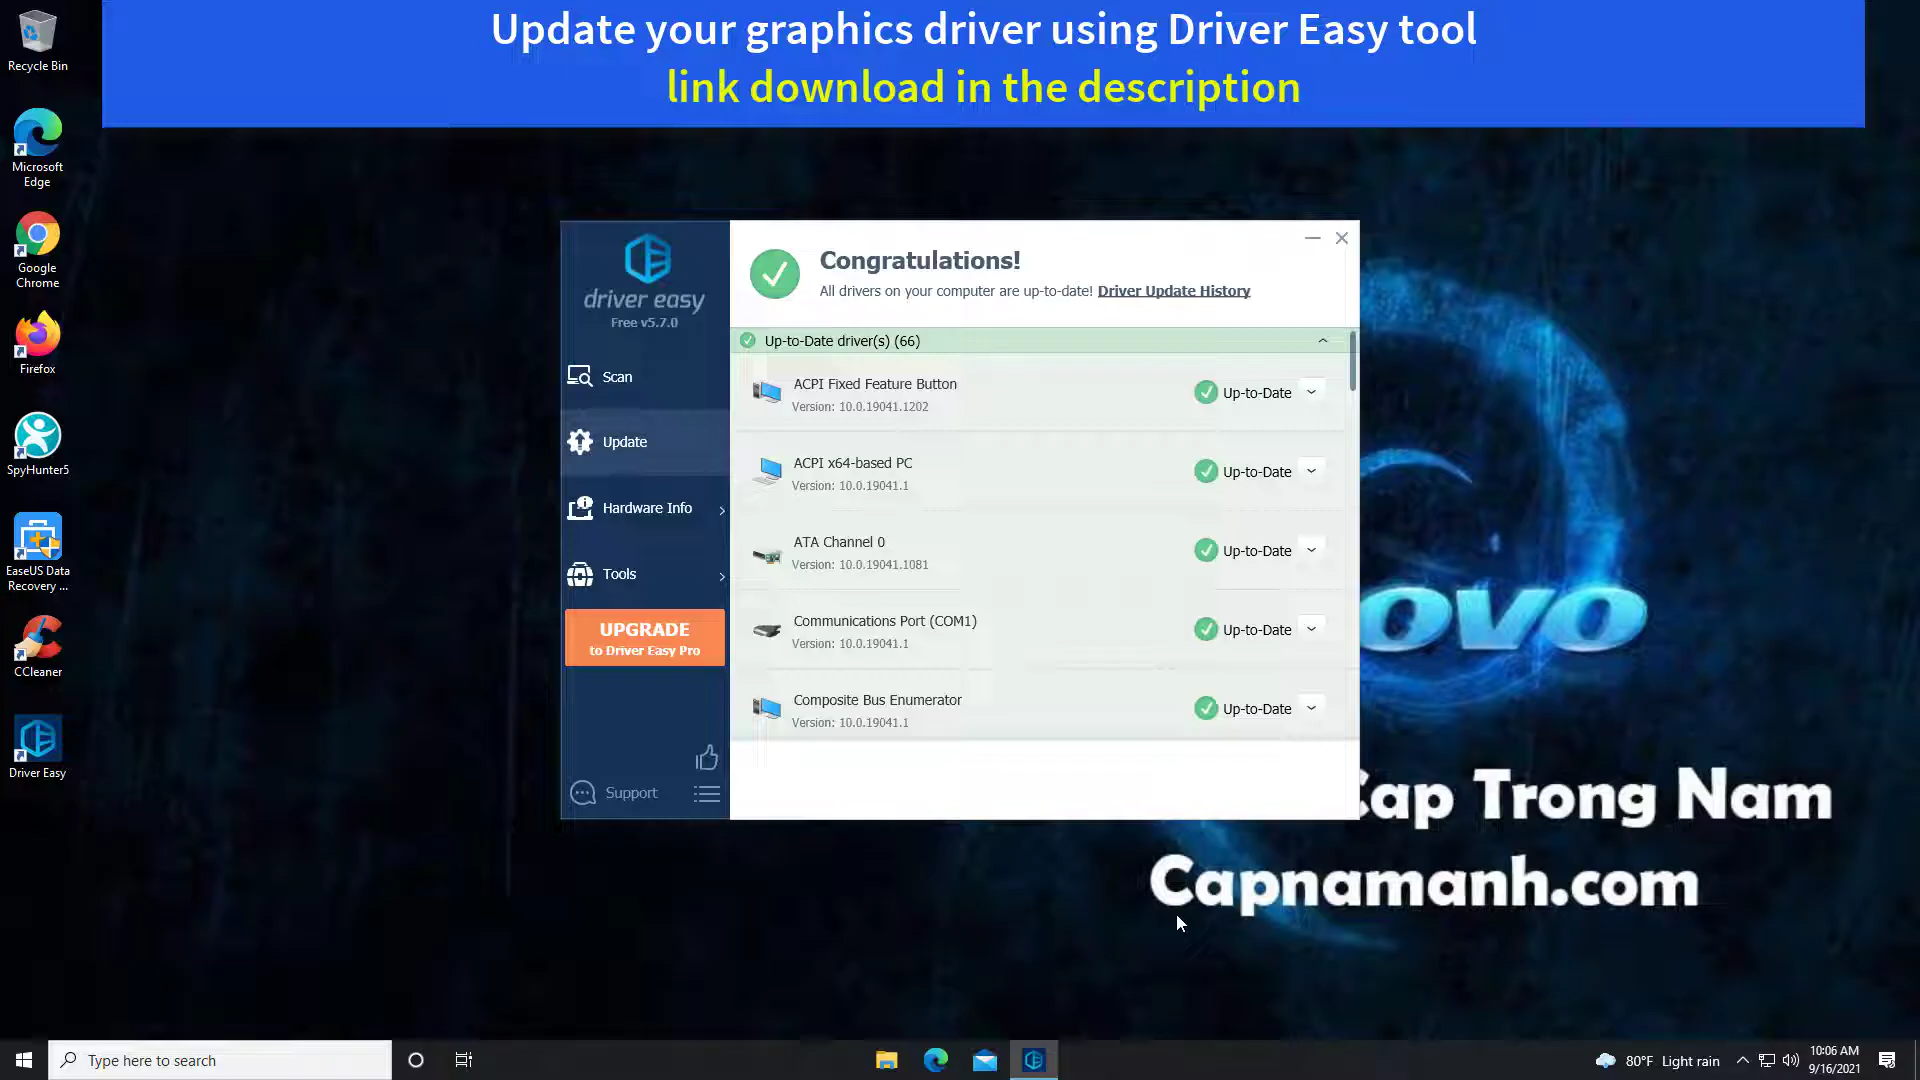 Update your graphics driver using Driver Easy tool
link download in the description
Recycle Bin
Microsoft
Edge
Google
Chrome
Firefox
SpyHunter5
EaseUS Data
Recovery ...
CCleaner
Driver Easy
driver easy
Free v5.7.0
Scan
Update
Hardware Info
Tools
UPGRADE
to Driver Easy Pro
Support
Congratulations!
All drivers on your computer are up-to-date! Driver Update History
Up-to-Date driver(s) (66)
ACPI Fixed Feature Button
Version: 10.0.19041.1202
Up-to-Date
ACPI x64-based PC
Version: 10.0.19041.1
Up-to-Date
ATA Channel 0
Version: 10.0.19041.1081
Up-to-Date
Communications Port (COM1)
Version: 10.0.19041.1
Up-to-Date
Composite Bus Enumerator
Version: 10.0.19041.1
Up-to-Date
ovo
Cap Trong Nam
Capnamanh.com
Type here to search
80°F Light rain
10:06 AM
9/16/2021